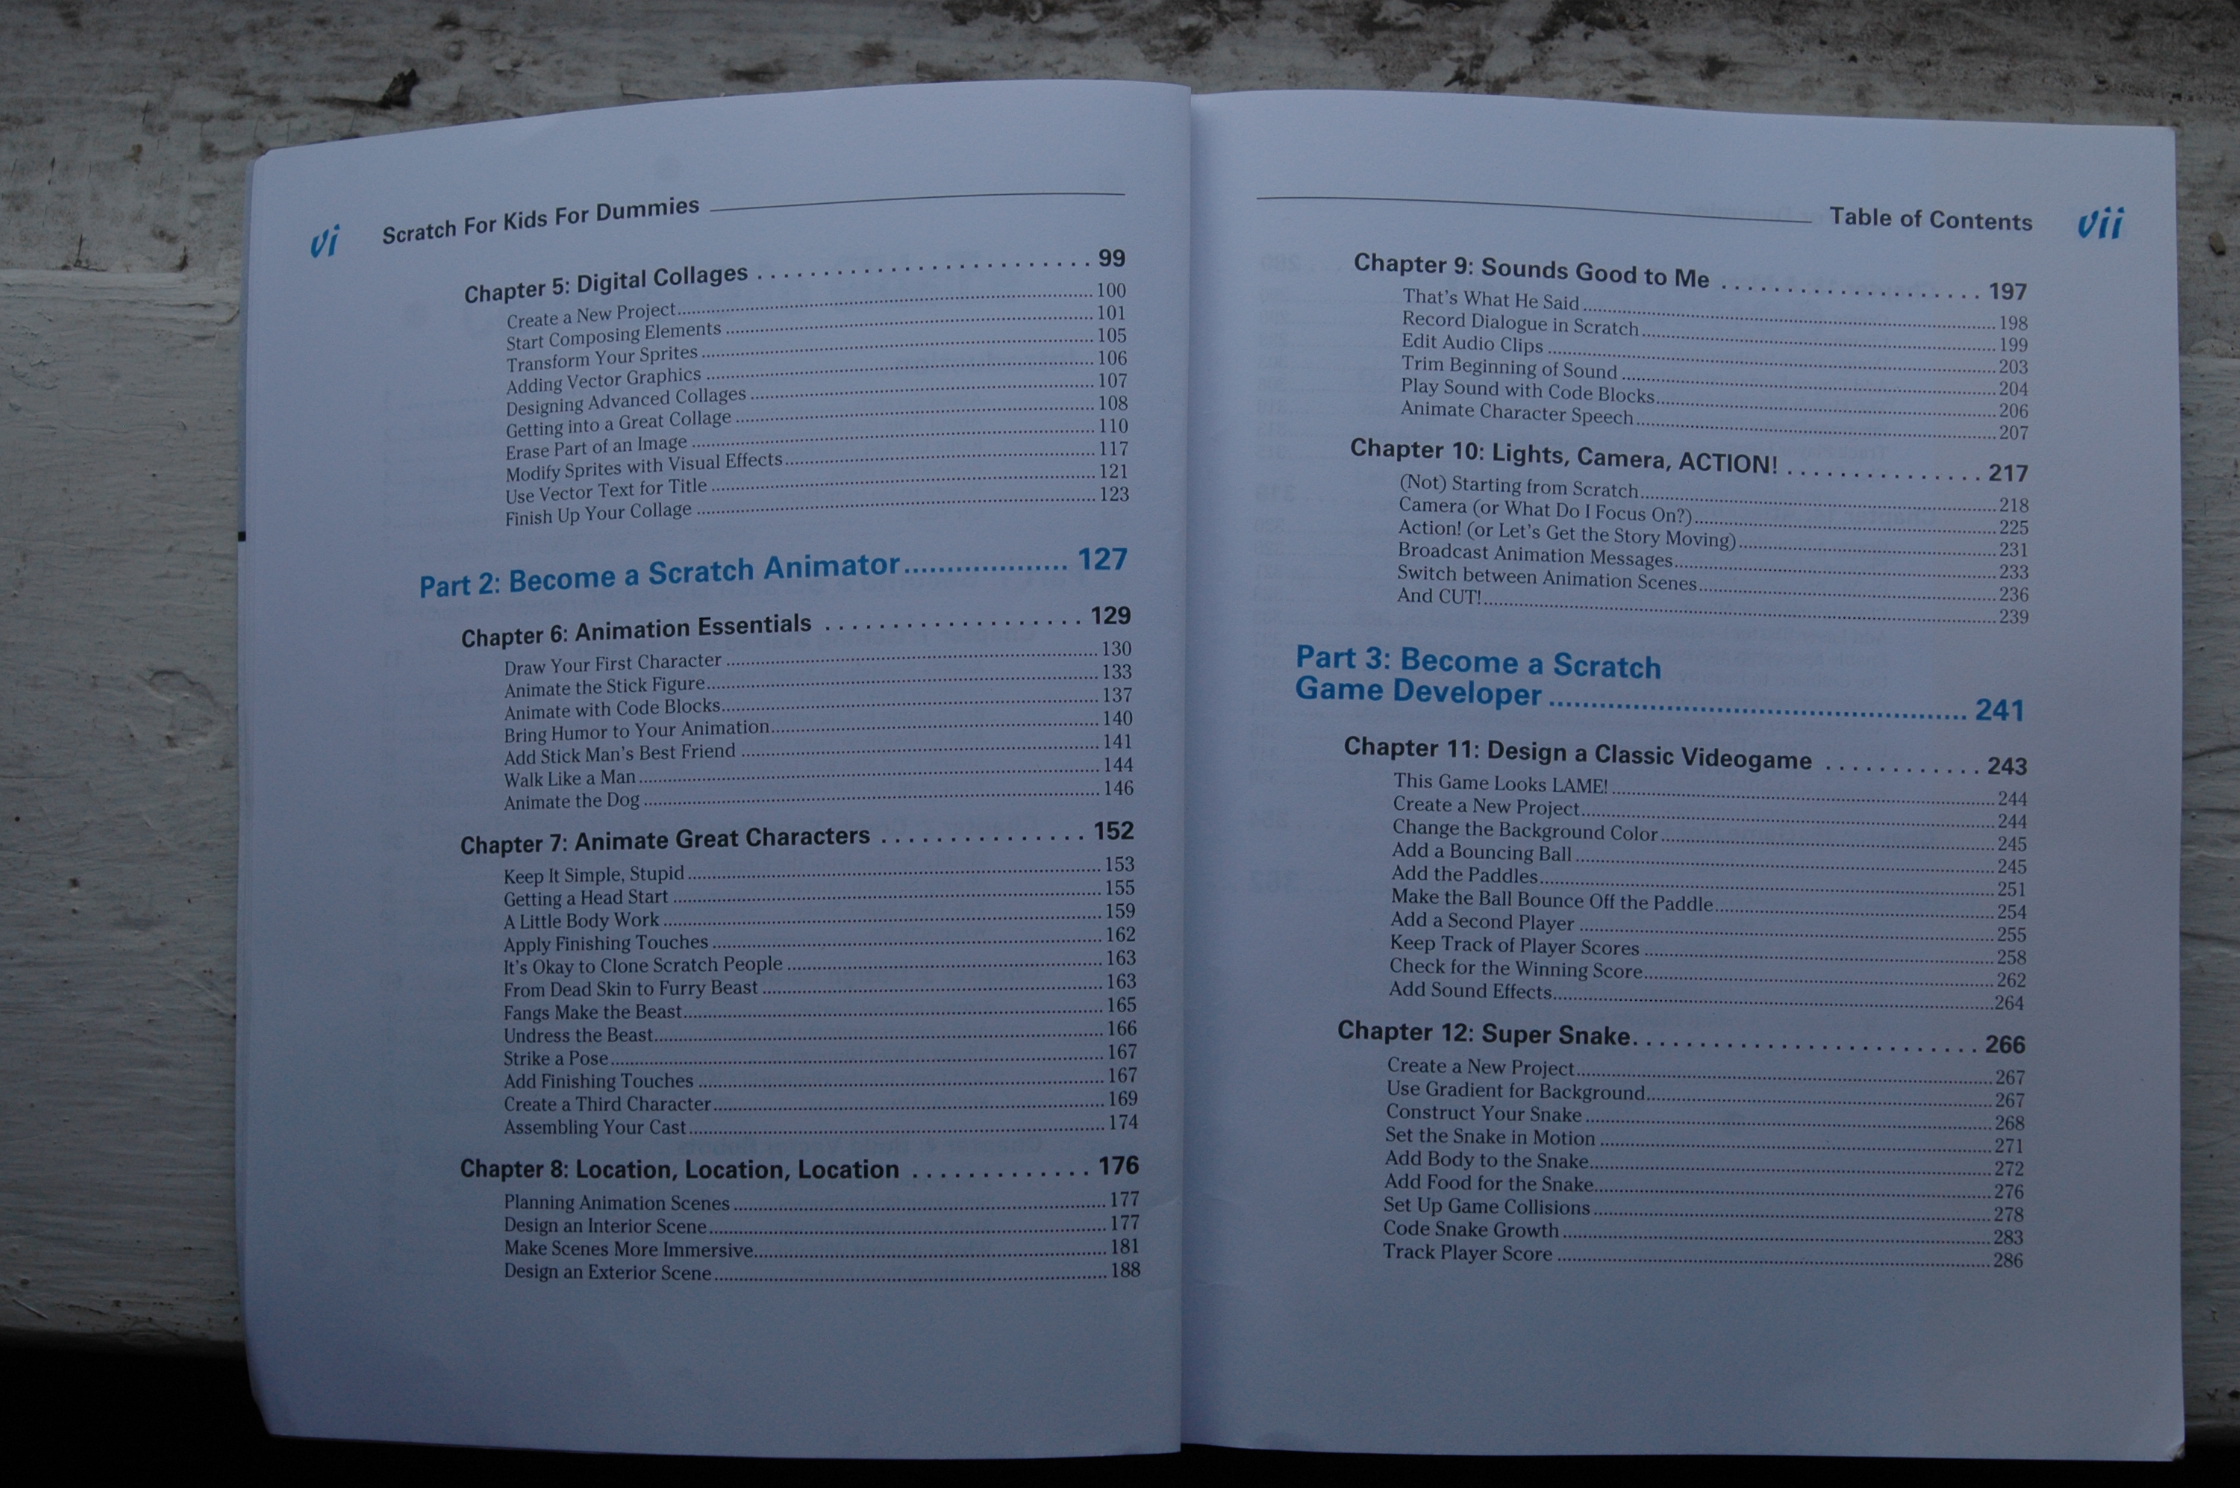 vi Scratch For Kids For Dummies
Chapter 5: Digital Collages . . . . . . . . . . . . . . . . . . . . . . . . . 99
Create a New Project 100
Start Composing Elements 101
Transform Your Sprites 105
Adding Vector Graphics 106
Designing Advanced Collages 107
Getting into a Great Collage 108
Erase Part of an Image 110
Modify Sprites with Visual Effects 117
Use Vector Text for Title 121
Finish Up Your Collage 123
Part 2: Become a Scratch Animator 127
Chapter 6: Animation Essentials 129
Draw Your First Character 130
Animate the Stick Figure 133
Animate with Code Blocks 137
Bring Humor to Your Animation 140
Add Stick Man's Best Friend 141
Walk Like a Man 144
Animate the Dog 146
Chapter 7: Animate Great Characters 152
Keep It Simple, Stupid 153
Getting a Head Start 155
A Little Body Work 159
Apply Finishing Touches 162
It's Okay to Clone Scratch People 163
From Dead Skin to Furry Beast 163
Fangs Make the Beast 165
Undress the Beast 166
Strike a Pose 167
Add Finishing Touches 167
Create a Third Character 169
Assembling Your Cast 174
Chapter 8: Location, Location, Location 176
Planning Animation Scenes 177
Design an Interior Scene 177
Make Scenes More Immersive 181
Design an Exterior Scene 188
Table of Contents vii
Chapter 9: Sounds Good to Me 197
That's What He Said 198
Record Dialogue in Scratch 199
Edit Audio Clips 203
Trim Beginning of Sound 204
Play Sound with Code Blocks 206
Animate Character Speech 207
Chapter 10: Lights, Camera, ACTION! 217
(Not) Starting from Scratch 218
Camera (or What Do I Focus On?) 225
Action! (or Let's Get the Story Moving) 231
Broadcast Animation Messages 233
Switch between Animation Scenes 236
And CUT! 239
Part 3: Become a Scratch
Game Developer 241
Chapter 11: Design a Classic Videogame 243
This Game Looks LAME! 244
Create a New Project 244
Change the Background Color 245
Add a Bouncing Ball 245
Add the Paddles 251
Make the Ball Bounce Off the Paddle 254
Add a Second Player 255
Keep Track of Player Scores 258
Check for the Winning Score 262
Add Sound Effects 264
Chapter 12: Super Snake 266
Create a New Project 267
Use Gradient for Background 267
Construct Your Snake 268
Set the Snake in Motion 271
Add Body to the Snake 272
Add Food for the Snake 276
Set Up Game Collisions 278
Code Snake Growth 283
Track Player Score 286